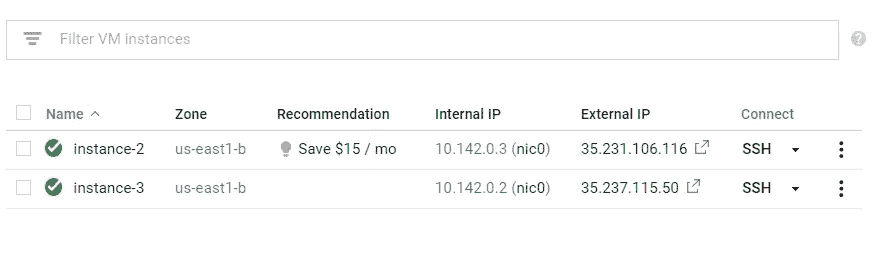 Filter VM instances
?
Name Zone Recommendation Internal IP External IP Connect
instance-2 us-east1-b Save $15 / mo 10.142.0.3 (nic0) 35.231.106.116 SSH
instance-3 us-east1-b 10.142.0.2 (nic0) 35.237.115.50 SSH